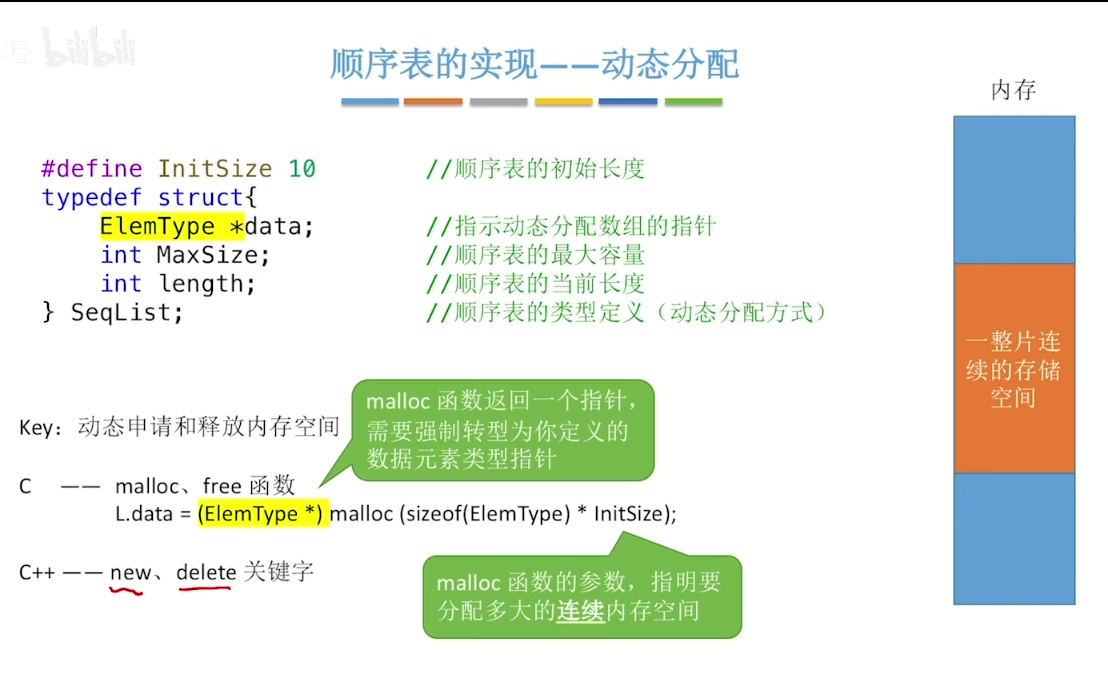 bilibili
顺序表的实现——动态分配
内存
#define InitSize 10 //顺序表的初始长度
typedef struct{
ElemType *data; //指示动态分配数组的指针
int MaxSize; //顺序表的最大容量
int length; //顺序表的当前长度
} SeqList; //顺序表的类型定义（动态分配方式）
一整片连
续的存储
空间
malloc 函数返回一个指针，
需要强制转型为你定义的
数据元素类型指针
Key：动态申请和释放内存空间
C —— malloc、free 函数
L.data = (ElemType *) malloc (sizeof(ElemType) * InitSize);
C++ —— new、delete 关键字
malloc 函数的参数，指明要
分配多大的连续内存空间